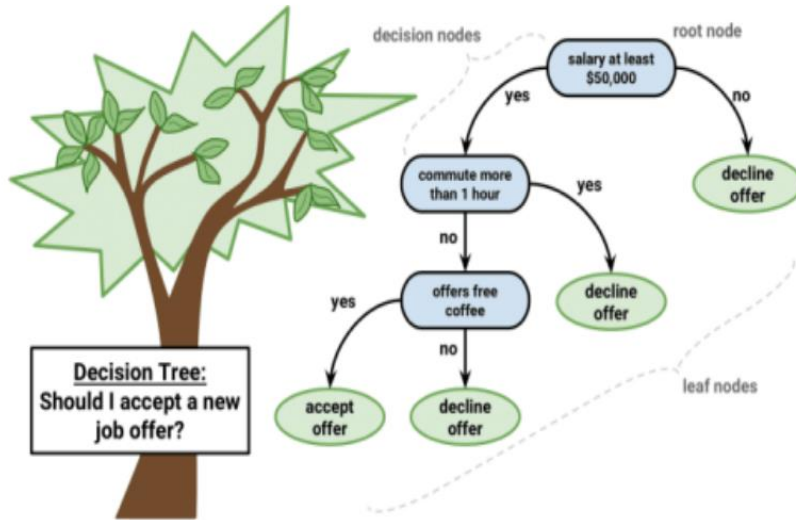 decision nodes
root node
salary at least
$50,000
yes
no
commute more
than 1 hour
decline
offer
yes
no
offers free
coffee
decline
offer
yes
no
Decision Tree:
Should I accept a new
job offer?
accept
offer
decline
offer
leaf nodes